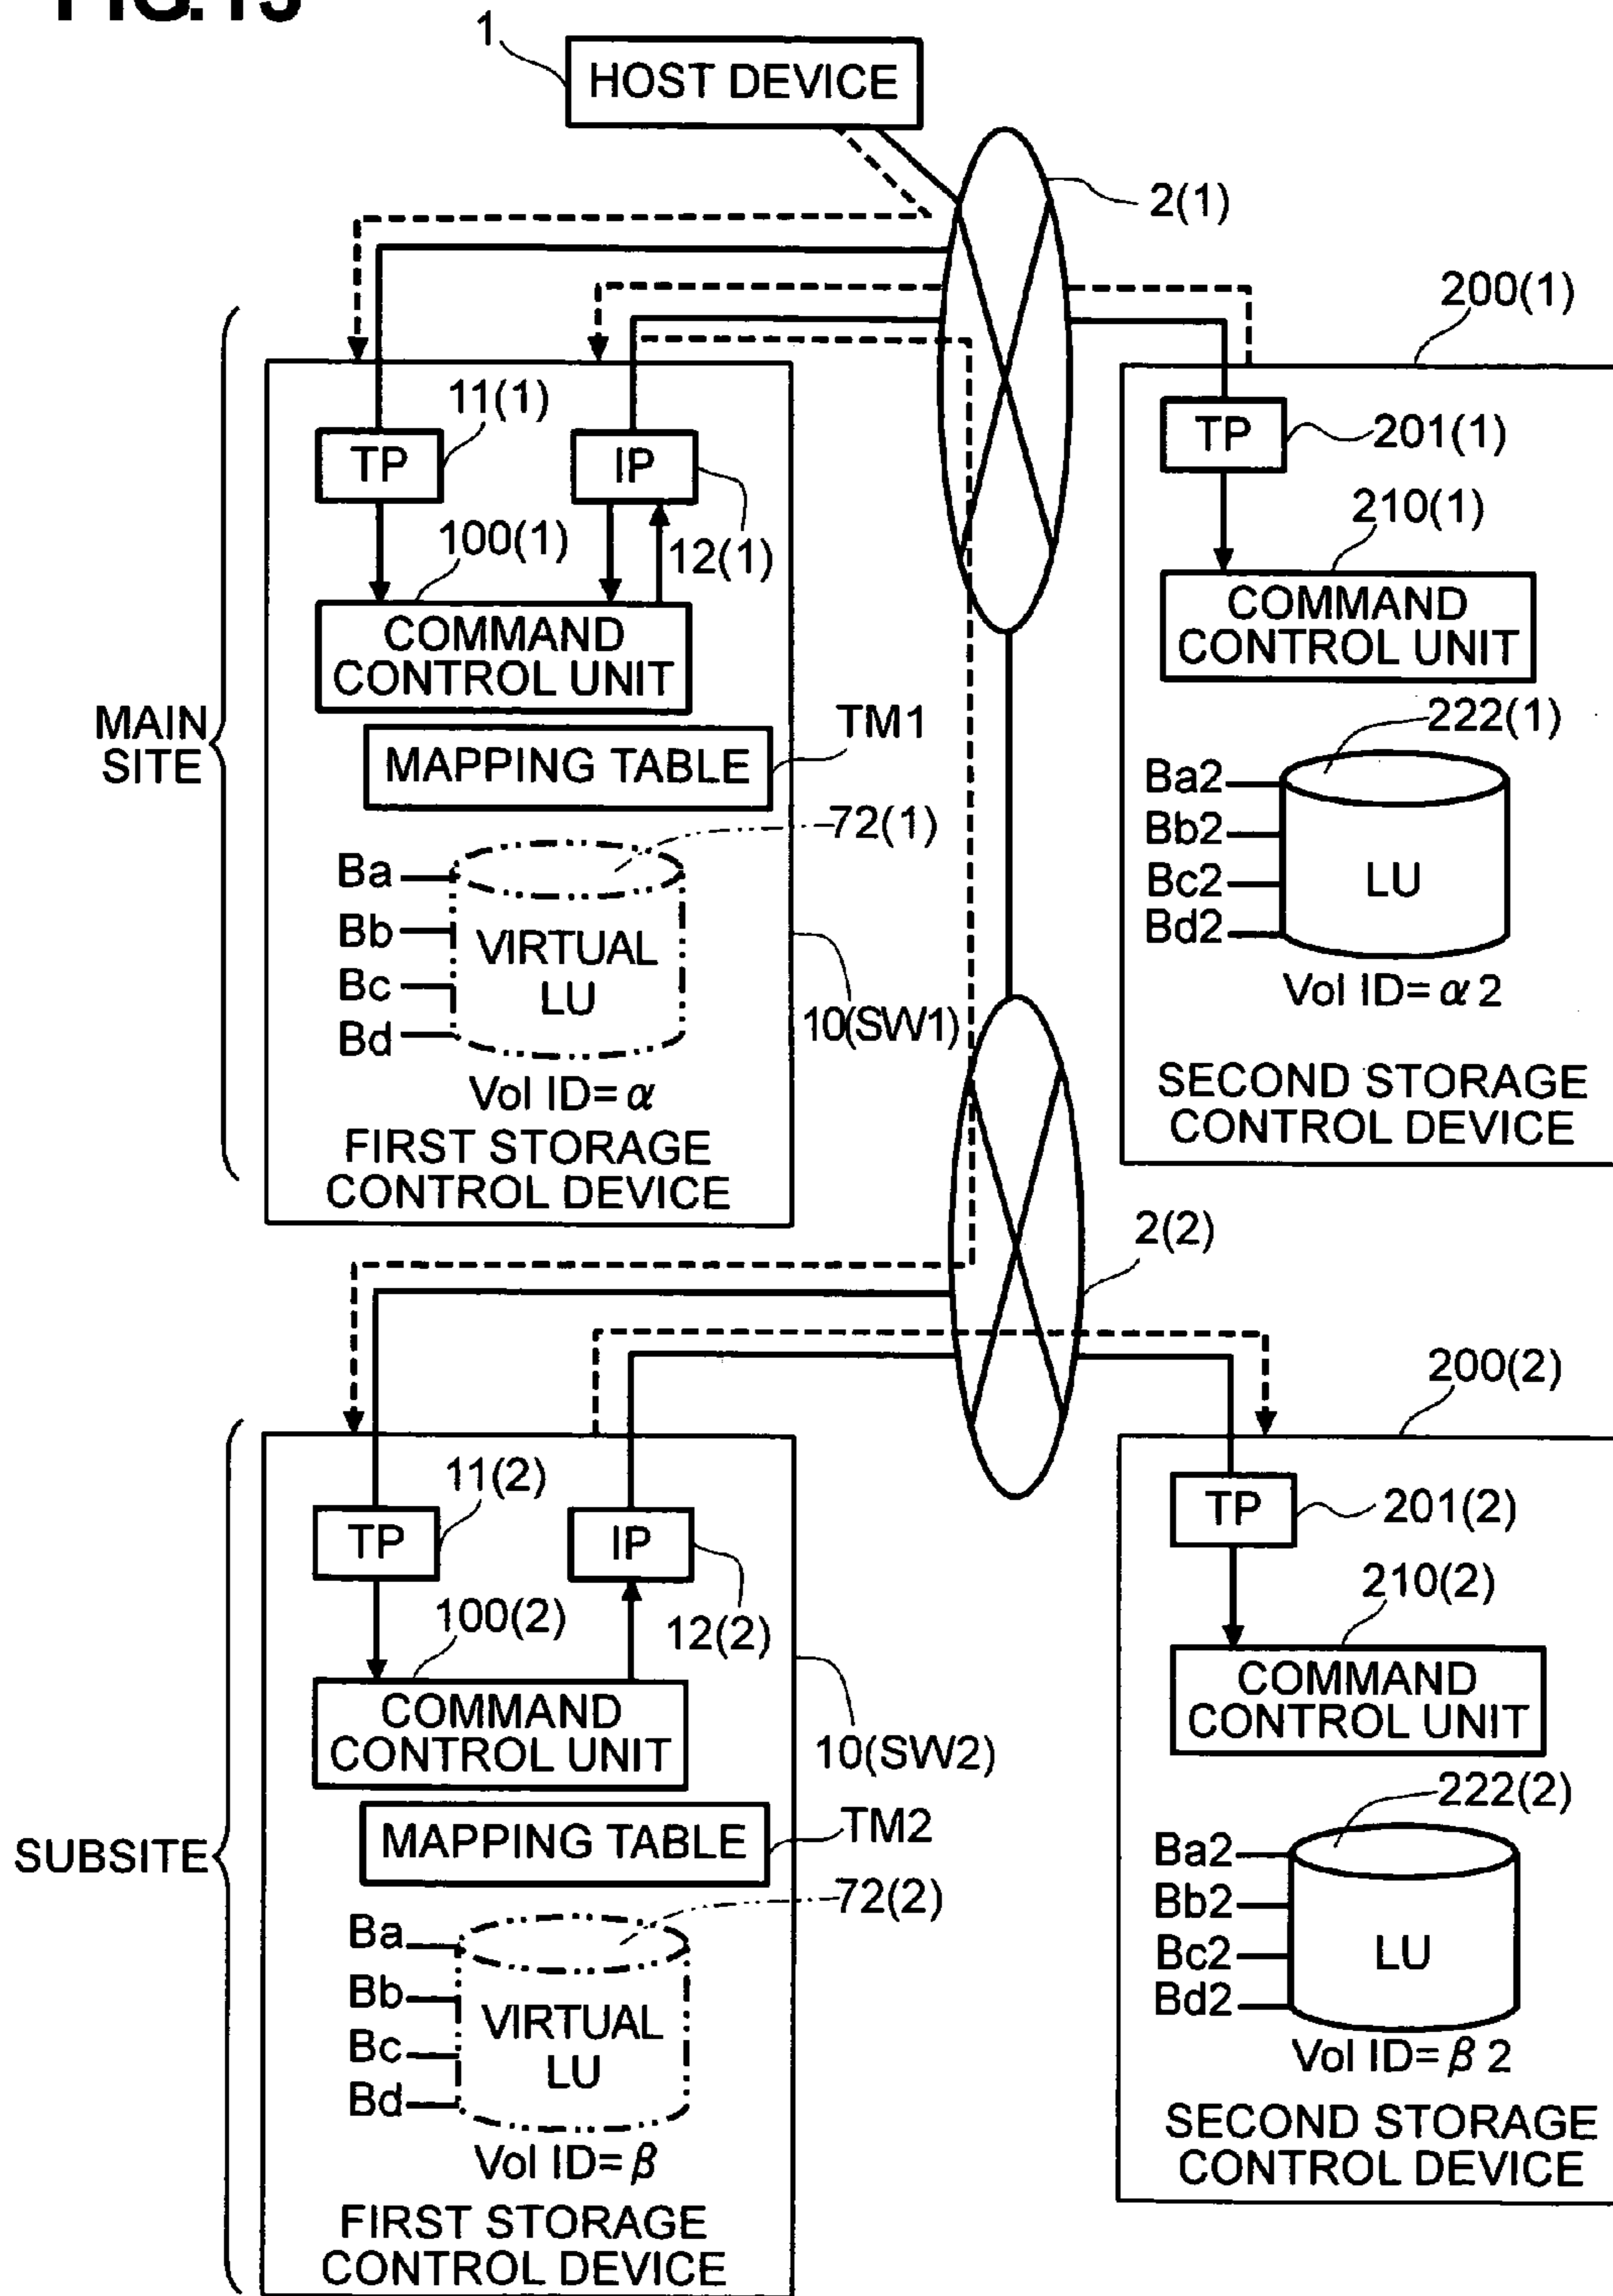 1
HOST DEVICE
2(1)
200(1)
MAIN
SITE
11(1)
TP
IP
12(1)
100(1)
COMMAND
CONTROL UNIT
MAPPING TABLE
TM1
72(1)
Ba
Bb
Bc
Bd
VIRTUAL
LU
Vol ID=α
10(SW1)
FIRST STORAGE
CONTROL DEVICE
TP
201(1)
210(1)
COMMAND
CONTROL UNIT
222(1)
Ba2
Bb2
Bc2
Bd2
LU
Vol ID=α2
SECOND STORAGE
CONTROL DEVICE
2(2)
200(2)
SUBSITE
11(2)
TP
IP
12(2)
100(2)
COMMAND
CONTROL UNIT
10(SW2)
MAPPING TABLE
TM2
72(2)
Ba
Bb
Bc
Bd
VIRTUAL
LU
Vol ID=β
FIRST STORAGE
CONTROL DEVICE
TP
201(2)
210(2)
COMMAND
CONTROL UNIT
222(2)
Ba2
Bb2
Bc2
Bd2
LU
Vol ID=β2
SECOND STORAGE
CONTROL DEVICE